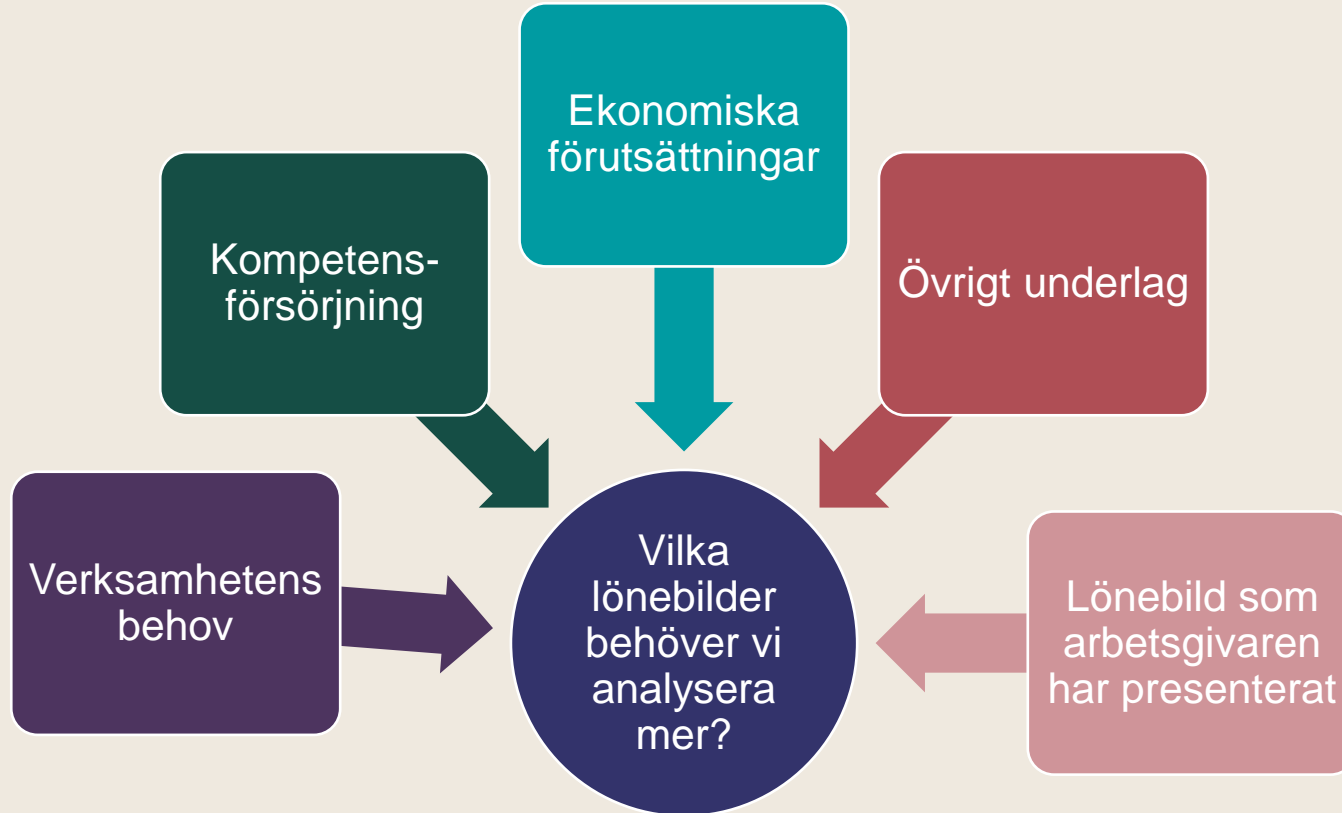 Ekonomiska
förutsättningar
Kompetens-
försörjning
Övrigt underlag
Verksamhetens
behov
Vilka
lönebilder
behöver vi
analysera
mer?
Lönebild som
arbetsgivaren
har presenterat